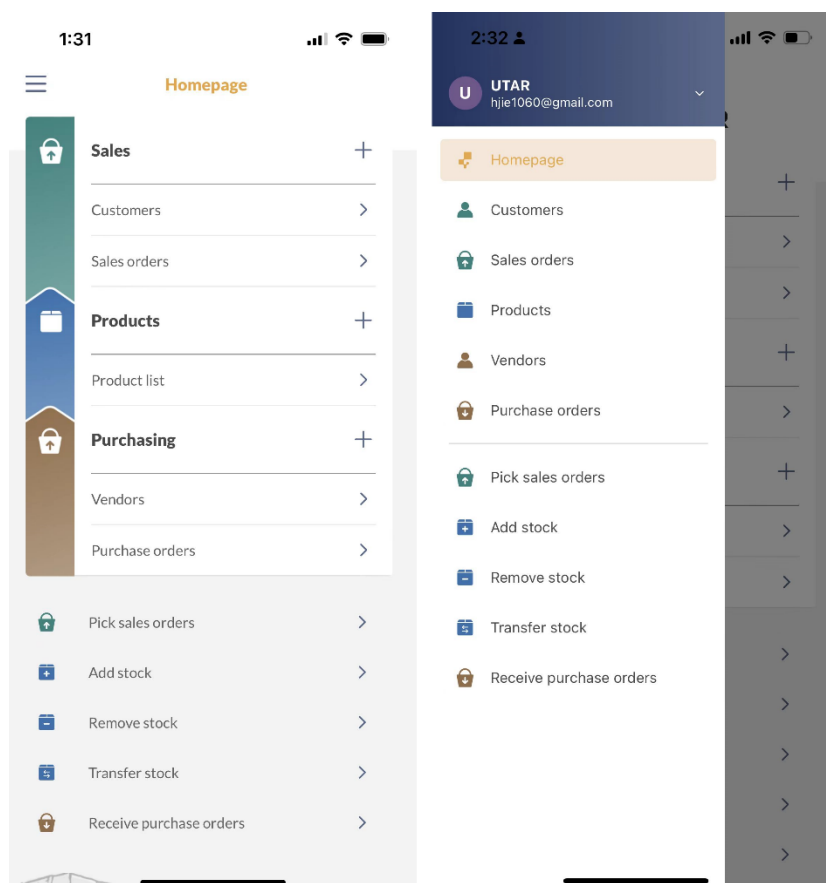 1:31
Homepage
Sales
Customers
Sales orders
Products
Product list
Purchasing
Vendors
Purchase orders
Pick sales orders
Add stock
Remove stock
Transfer stock
Receive purchase orders
2:32
U
UTAR
hjie1060@gmail.com
Homepage
Customers
Sales orders
Products
Vendors
Purchase orders
Pick sales orders
Add stock
Remove stock
Transfer stock
Receive purchase orders